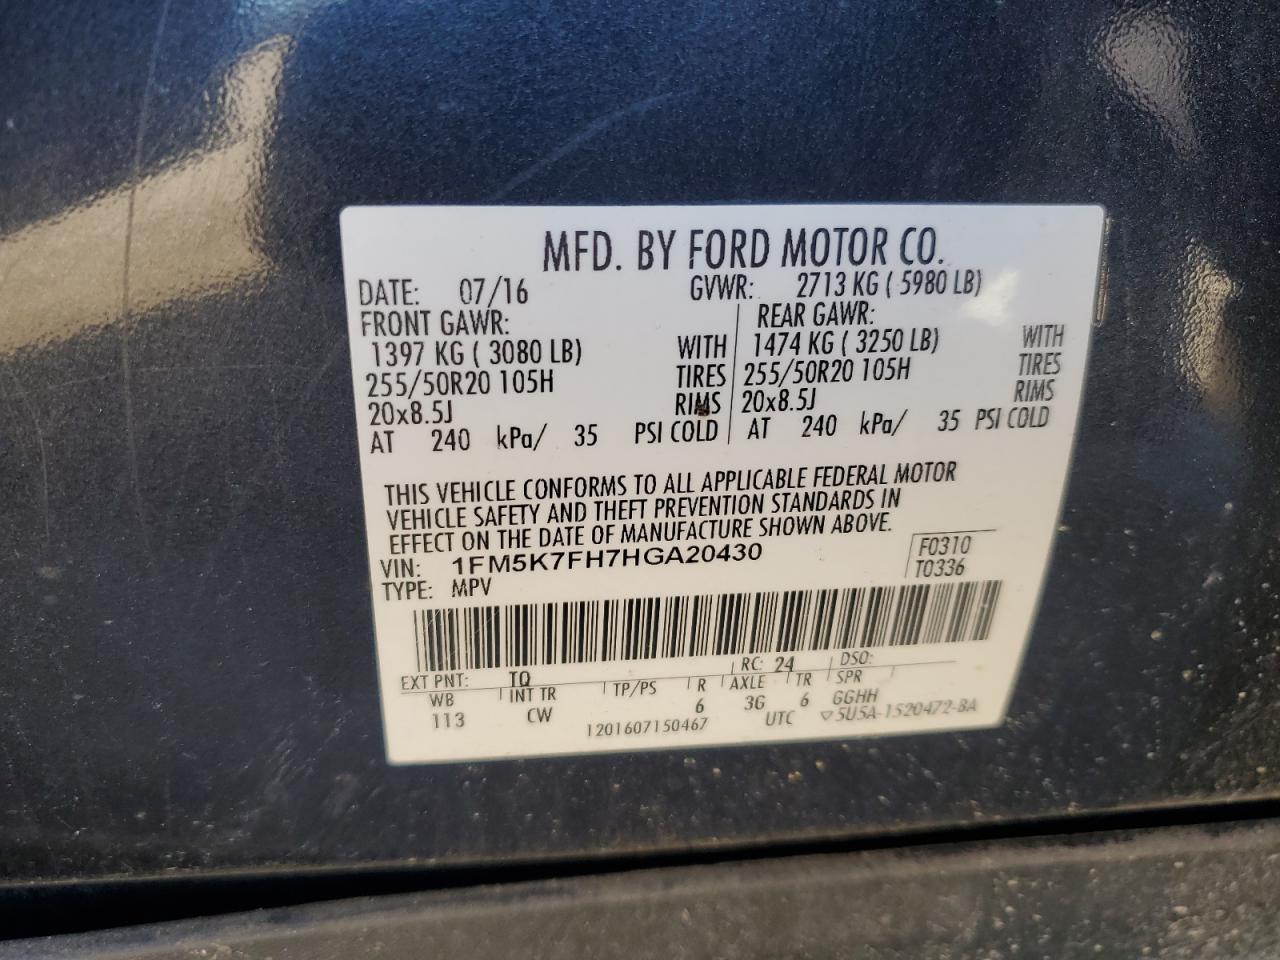 MFD. BY FORD MOTOR CO.
DATE: 07/16 GVWR: 2713 KG ( 5980 LB)
FRONT GAWR: REAR GAWR:
1397 KG ( 3080 LB) WITH 1474 KG ( 3250 LB) WITH
255/50R20 105H TIRES 255/50R20 105H TIRES
20x8.5J RIMS 20x8.5J RIMS
AT 240 kPa/ 35 PSI COLD AT 240 kPa/ 35 PSI COLD
THIS VEHICLE CONFORMS TO ALL APPLICABLE FEDERAL MOTOR
VEHICLE SAFETY AND THEFT PREVENTION STANDARDS IN
EFFECT ON THE DATE OF MANUFACTURE SHOWN ABOVE.
VIN: 1FM5K7FH7HGA20430 F0310
TYPE: MPV T0336
EXT PNT: TQ RC: 24 DSO:
WB INT TR TP/PS R AXLE TR SPR
113 CW 6 3G 6 GGHH
1201607150467 UTC ▽5U5A-1520472-BA